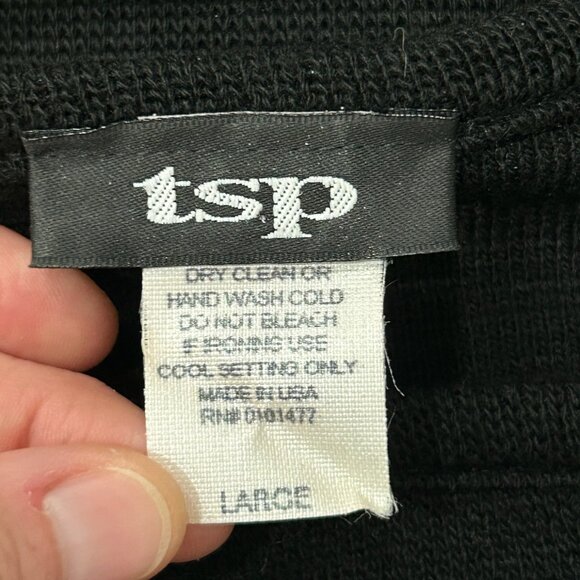 tsp
DRY CLEAN OR
HAND WASH COLD
DO NOT BLEACH
IF IRONING USE
COOL SETTING ONLY
MADE IN USA
RN# 0101477
LARGE